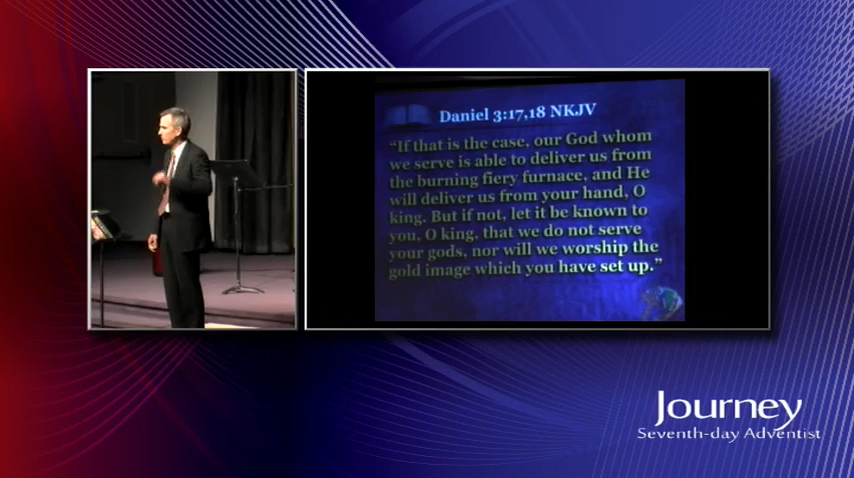 Daniel 3:17,18 NKJV
“If that is the case, our God whom
we serve is able to deliver us from
the burning fiery furnace, and He
will deliver us from your hand, O
king. But if not, let it be known to
you, O king, that we do not serve
your gods, nor will we worship the
gold image which you have set up.”
Journey
Seventh-day Adventist